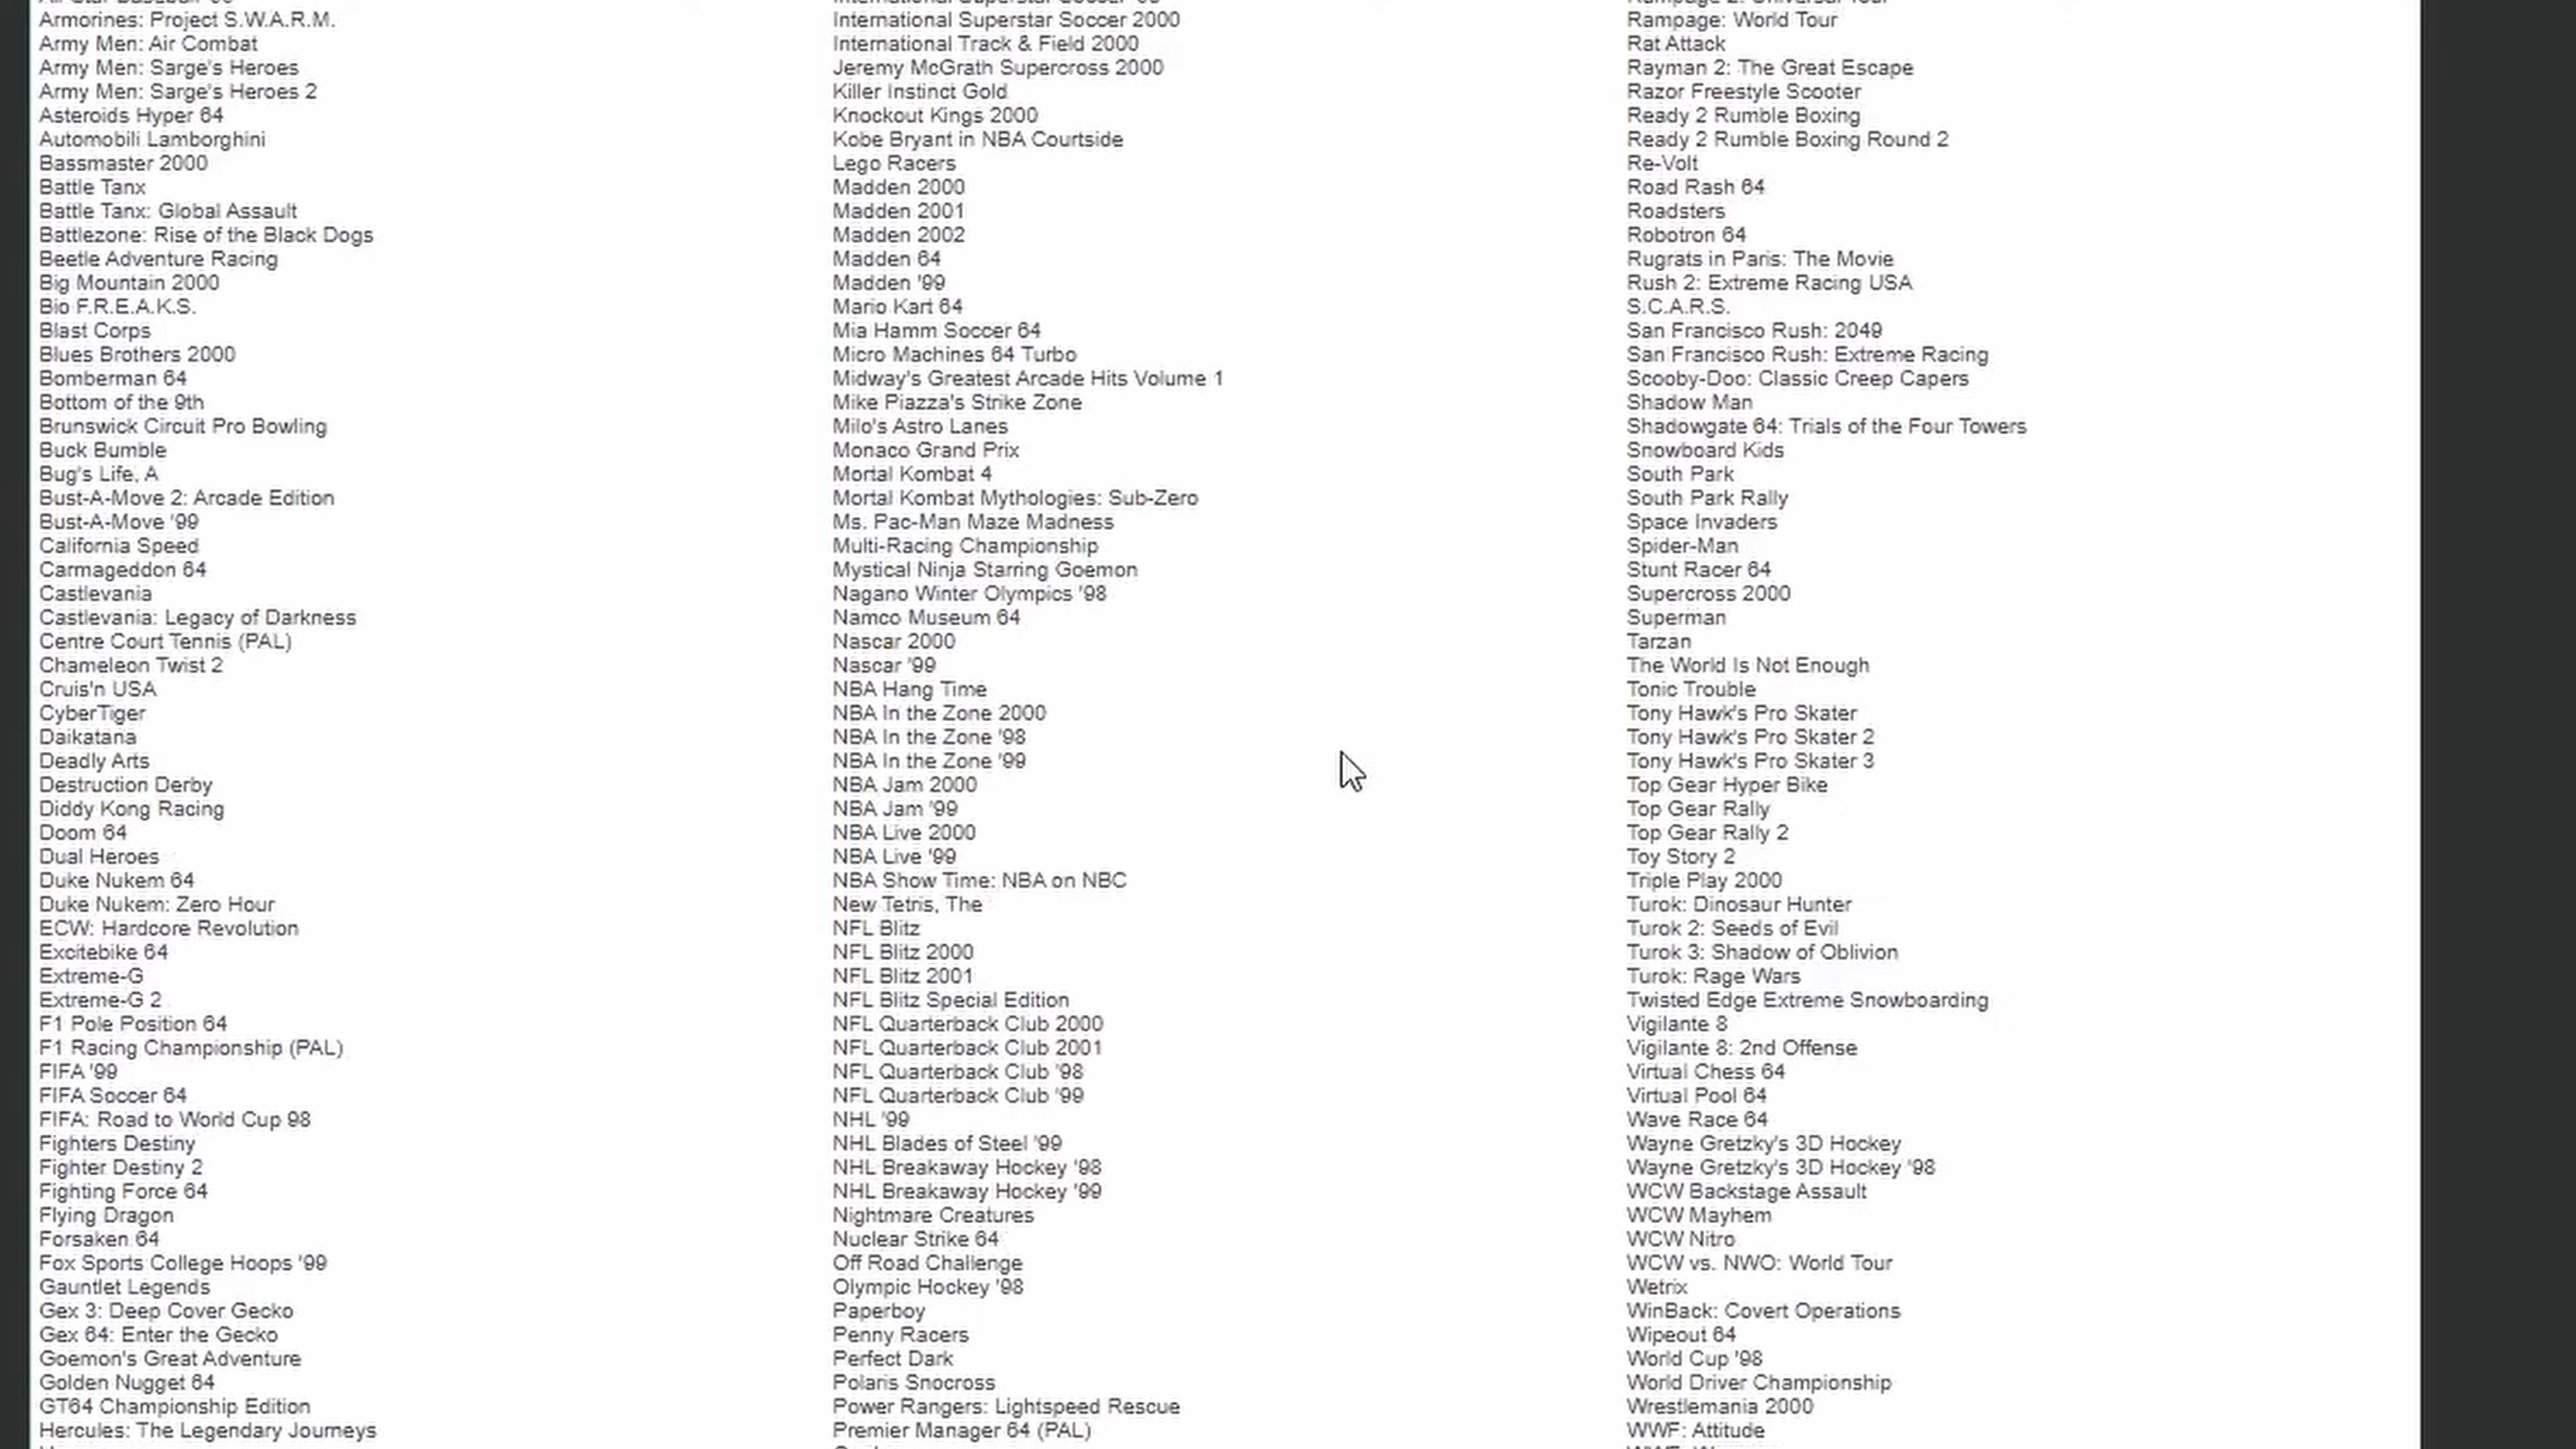 Armorines: Project S.W.A.R.M.
Army Men: Air Combat
Army Men: Sarge's Heroes
Army Men: Sarge's Heroes 2
Asteroids Hyper 64
Automobili Lamborghini
Bassmaster 2000
Battle Tanx
Battle Tanx: Global Assault
Battlezone: Rise of the Black Dogs
Beetle Adventure Racing
Big Mountain 2000
Bio F.R.E.A.K.S.
Blast Corps
Blues Brothers 2000
Bomberman 64
Bottom of the 9th
Brunswick Circuit Pro Bowling
Buck Bumble
Bug's Life, A
Bust-A-Move 2: Arcade Edition
Bust-A-Move '99
California Speed
Carmageddon 64
Castlevania
Castlevania: Legacy of Darkness
Centre Court Tennis (PAL)
Chameleon Twist 2
Cruis'n USA
CyberTiger
Daikatana
Deadly Arts
Destruction Derby
Diddy Kong Racing
Doom 64
Dual Heroes
Duke Nukem 64
Duke Nukem: Zero Hour
ECW: Hardcore Revolution
Excitebike 64
Extreme-G
Extreme-G 2
F1 Pole Position 64
F1 Racing Championship (PAL)
FIFA '99
FIFA Soccer 64
FIFA: Road to World Cup 98
Fighters Destiny
Fighter Destiny 2
Fighting Force 64
Flying Dragon
Forsaken 64
Fox Sports College Hoops '99
Gauntlet Legends
Gex 3: Deep Cover Gecko
Gex 64: Enter the Gecko
Goemon's Great Adventure
Golden Nugget 64
GT64 Championship Edition
Hercules: The Legendary Journeys
International Superstar Soccer 2000
International Track & Field 2000
Jeremy McGrath Supercross 2000
Killer Instinct Gold
Knockout Kings 2000
Kobe Bryant in NBA Courtside
Lego Racers
Madden 2000
Madden 2001
Madden 2002
Madden 64
Madden '99
Mario Kart 64
Mia Hamm Soccer 64
Micro Machines 64 Turbo
Midway's Greatest Arcade Hits Volume 1
Mike Piazza's Strike Zone
Milo's Astro Lanes
Monaco Grand Prix
Mortal Kombat 4
Mortal Kombat Mythologies: Sub-Zero
Ms. Pac-Man Maze Madness
Multi-Racing Championship
Mystical Ninja Starring Goemon
Nagano Winter Olympics '98
Namco Museum 64
Nascar 2000
Nascar '99
NBA Hang Time
NBA In the Zone 2000
NBA In the Zone '98
NBA In the Zone '99
NBA Jam 2000
NBA Jam '99
NBA Live 2000
NBA Live '99
NBA Show Time: NBA on NBC
New Tetris, The
NFL Blitz
NFL Blitz 2000
NFL Blitz 2001
NFL Blitz Special Edition
NFL Quarterback Club 2000
NFL Quarterback Club 2001
NFL Quarterback Club '98
NFL Quarterback Club '99
NHL '99
NHL Blades of Steel '99
NHL Breakaway Hockey '98
NHL Breakaway Hockey '99
Nightmare Creatures
Nuclear Strike 64
Off Road Challenge
Olympic Hockey '98
Paperboy
Penny Racers
Perfect Dark
Polaris Snocross
Power Rangers: Lightspeed Rescue
Premier Manager 64 (PAL)
Rampage: World Tour
Rat Attack
Rayman 2: The Great Escape
Razor Freestyle Scooter
Ready 2 Rumble Boxing
Ready 2 Rumble Boxing Round 2
Re-Volt
Road Rash 64
Roadsters
Robotron 64
Rugrats in Paris: The Movie
Rush 2: Extreme Racing USA
S.C.A.R.S.
San Francisco Rush: 2049
San Francisco Rush: Extreme Racing
Scooby-Doo: Classic Creep Capers
Shadow Man
Shadowgate 64: Trials of the Four Towers
Snowboard Kids
South Park
South Park Rally
Space Invaders
Spider-Man
Stunt Racer 64
Supercross 2000
Superman
Tarzan
The World Is Not Enough
Tonic Trouble
Tony Hawk's Pro Skater
Tony Hawk's Pro Skater 2
Tony Hawk's Pro Skater 3
Top Gear Hyper Bike
Top Gear Rally
Top Gear Rally 2
Toy Story 2
Triple Play 2000
Turok: Dinosaur Hunter
Turok 2: Seeds of Evil
Turok 3: Shadow of Oblivion
Turok: Rage Wars
Twisted Edge Extreme Snowboarding
Vigilante 8
Vigilante 8: 2nd Offense
Virtual Chess 64
Virtual Pool 64
Wave Race 64
Wayne Gretzky's 3D Hockey
Wayne Gretzky's 3D Hockey '98
WCW Backstage Assault
WCW Mayhem
WCW Nitro
WCW vs. NWO: World Tour
Wetrix
WinBack: Covert Operations
Wipeout 64
World Cup '98
World Driver Championship
Wrestlemania 2000
WWF: Attitude